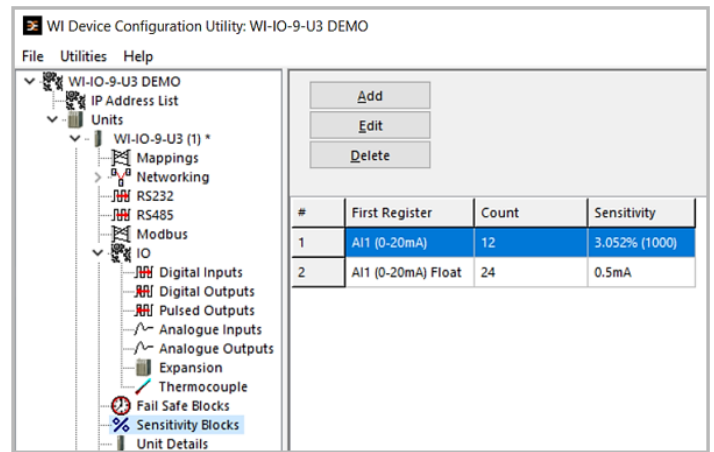 WI Device Configuration Utility: WI-IO-9-U3 DEMO
File Utilities Help
WI-IO-9-U3 DEMO
IP Address List
Units
WI-IO-9-U3 (1) *
Mappings
Networking
RS232
RS485
Modbus
IO
Digital Inputs
Digital Outputs
Pulsed Outputs
Analogue Inputs
Analogue Outputs
Expansion
Thermocouple
Fail Safe Blocks
Sensitivity Blocks
Unit Details
Add
Edit
Delete
# First Register Count Sensitivity
1 AI1 (0-20mA) 12 3.052% (1000)
2 AI1 (0-20mA) Float 24 0.5mA